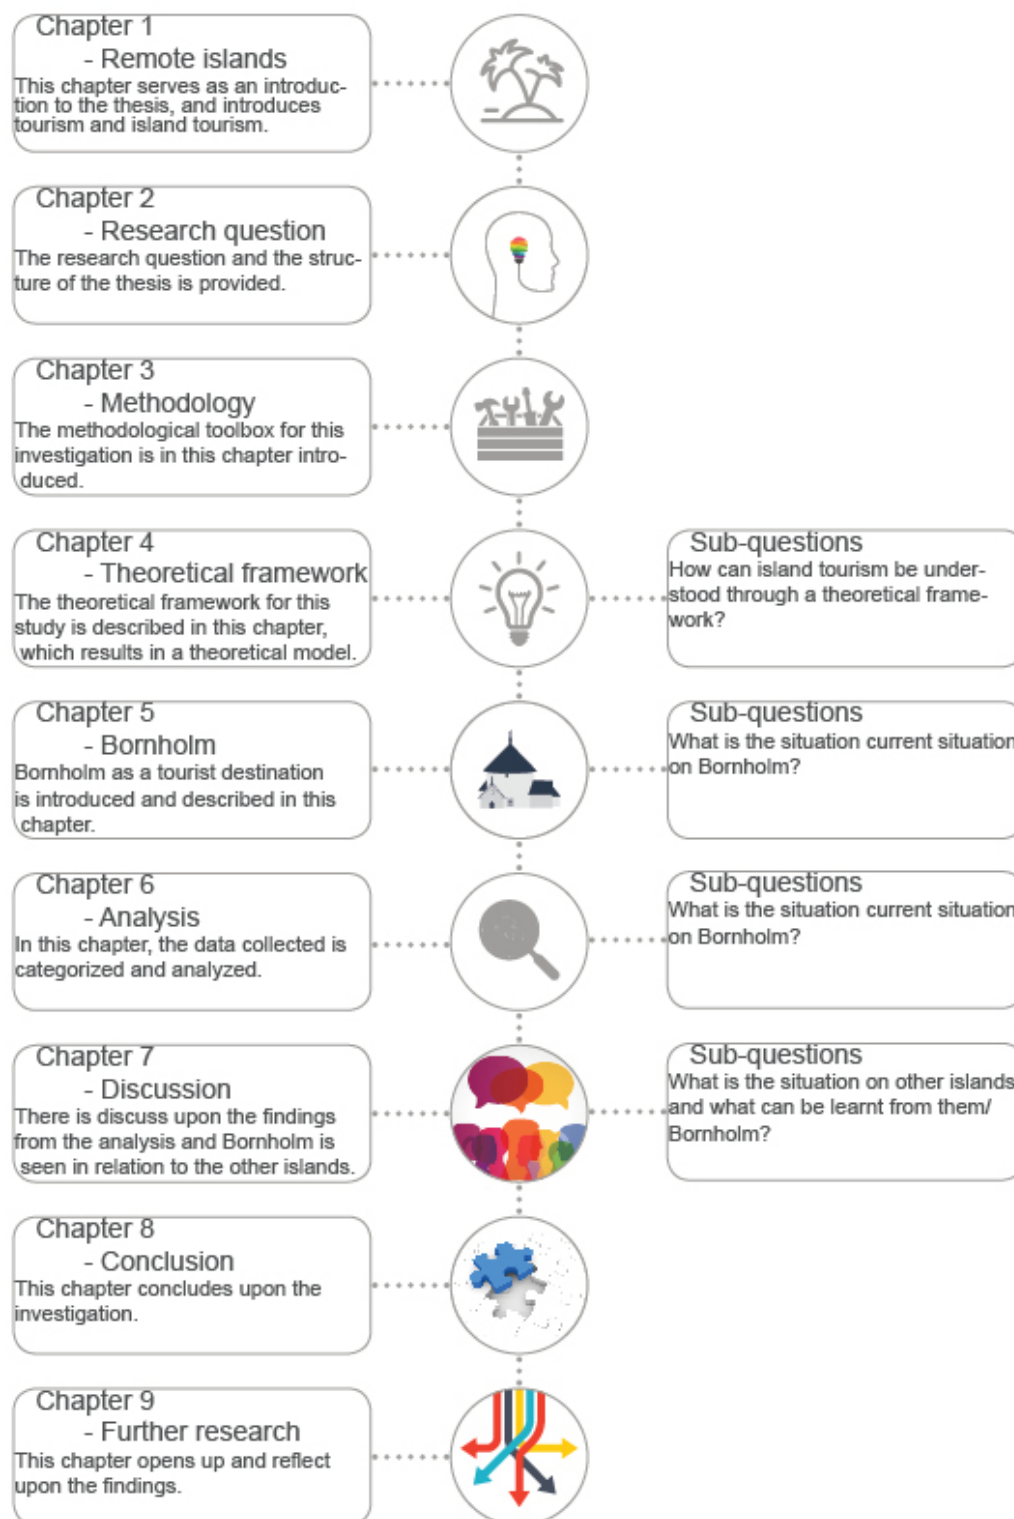 Chapter 1
- Remote islands
This chapter serves as an introduc-
tion to the thesis, and introduces
tourism and island tourism.
Chapter 2
- Research question
The research question and the struc-
ture of the thesis is provided.
Chapter 3
- Methodology
The methodological toolbox for this
investigation is in this chapter intro-
duced.
Chapter 4
- Theoretical framework
The theoretical framework for this
study is described in this chapter,
which results in a theoretical model.
Sub-questions
How can island tourism be under-
stood through a theoretical frame-
work?
Chapter 5
- Bornholm
Bornholm as a tourist destination
is introduced and described in this
chapter.
Sub-questions
What is the situation current situation
on Bornholm?
Chapter 6
- Analysis
In this chapter, the data collected is
categorized and analyzed.
Sub-questions
What is the situation current situation
on Bornholm?
Chapter 7
- Discussion
There is discuss upon the findings
from the analysis and Bornholm is
seen in relation to the other islands.
Sub-questions
What is the situation on other islands
and what can be learnt from them/
Bornholm?
Chapter 8
- Conclusion
This chapter concludes upon the
investigation.
Chapter 9
- Further research
This chapter opens up and reflect
upon the findings.